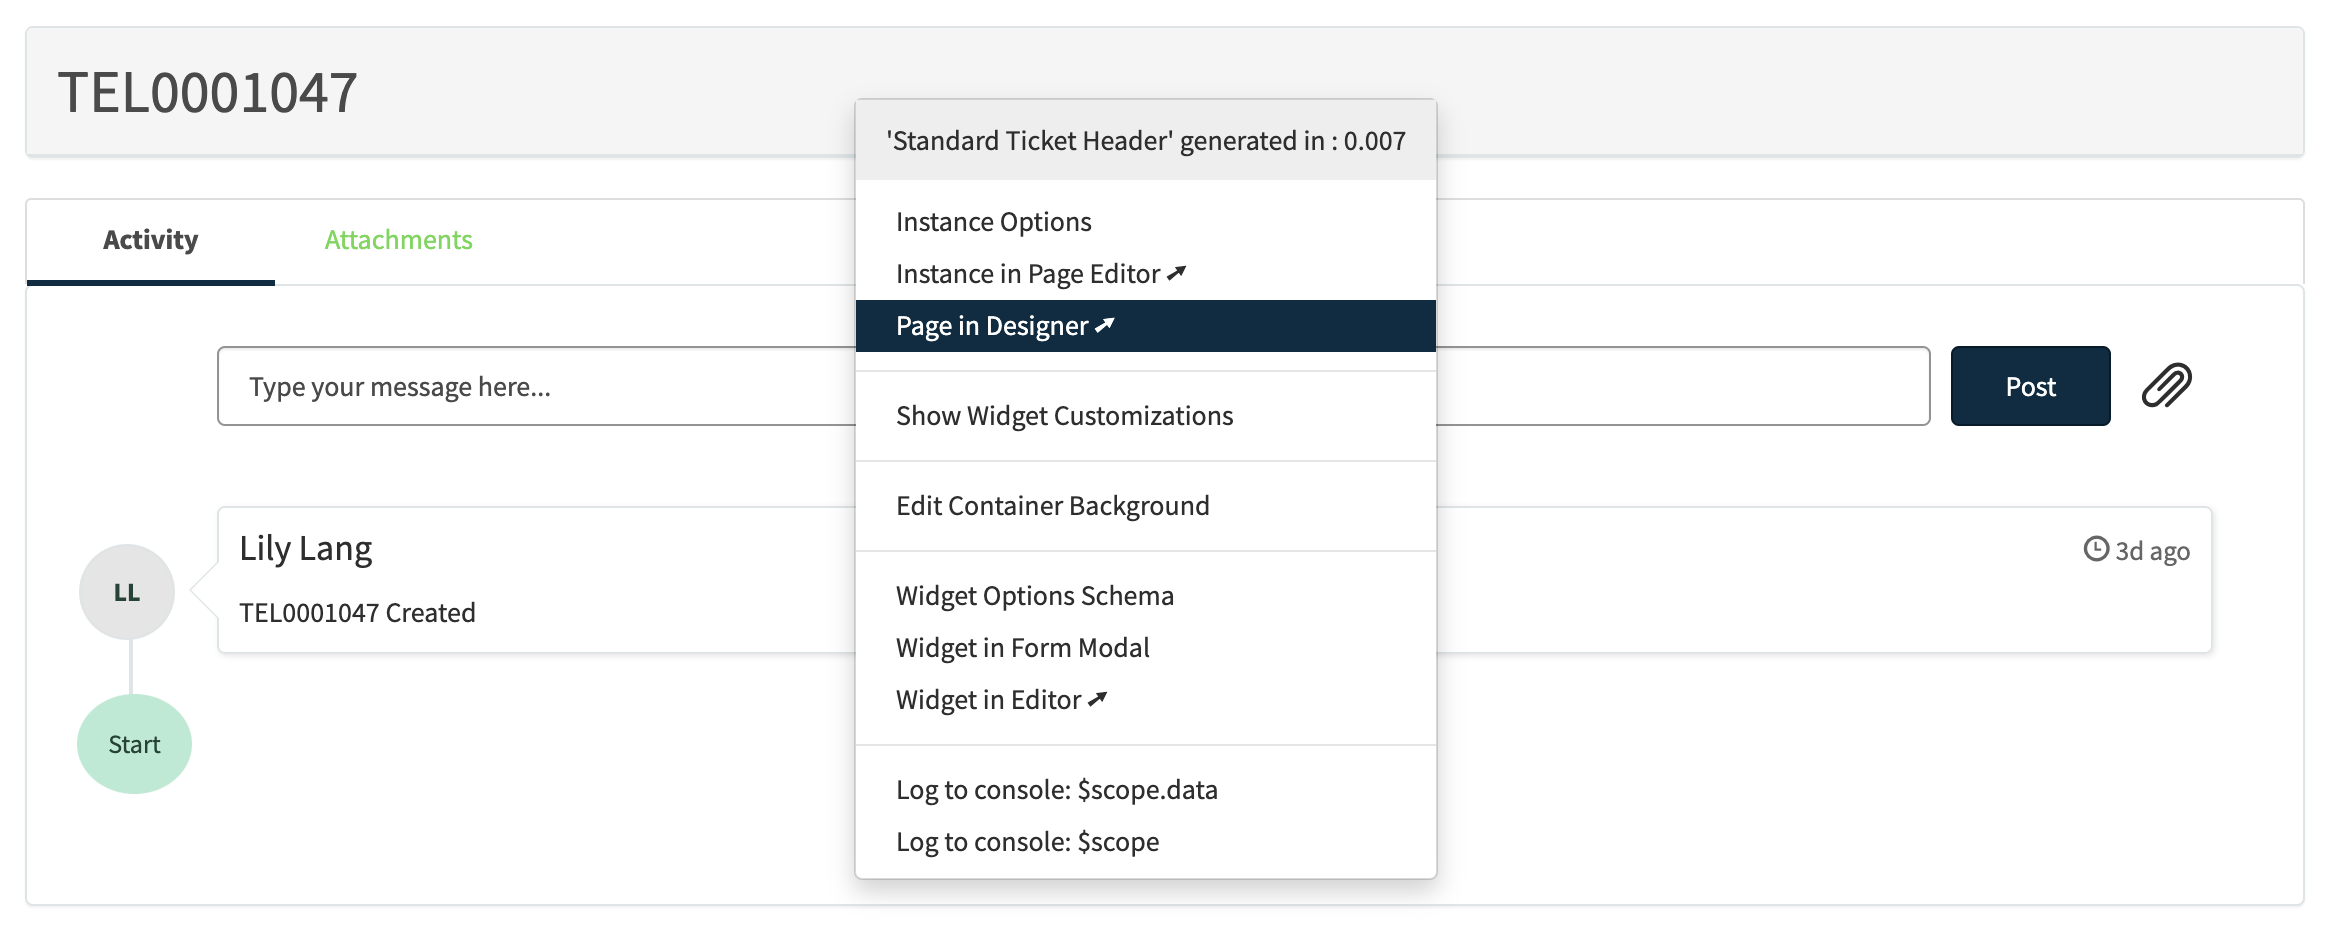 TEL0001047
'Standard Ticket Header' generated in : 0.007
Activity
Attachments
Instance Options
Instance in Page Editor ➚
Page in Designer ➚
Type your message here...
Post
Show Widget Customizations
Edit Container Background
LL
Lily Lang
3d ago
TEL0001047 Created
Start
Widget Options Schema
Widget in Form Modal
Widget in Editor ➚
Log to console: $scope.data
Log to console: $scope